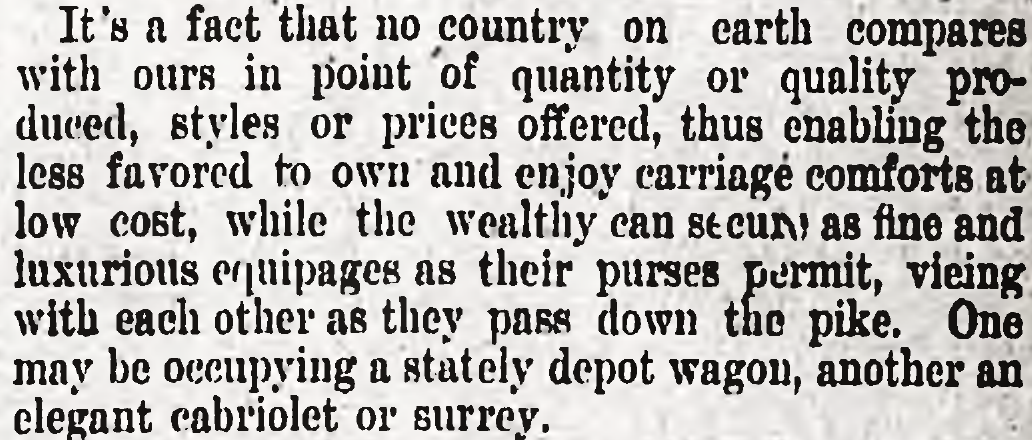 It's a fact that no country on earth compares
with ours in point of quantity or quality pro-
duced, styles or prices offered, thus enabling the
less favored to own and enjoy carriage comforts at
low cost, while the wealthy can secure as fine and
luxurious equipages as their purses permit, vieing
with each other as they pass down the pike. One
may be occupying a stately depot wagon, another an
elegant cabriolet or surrey.